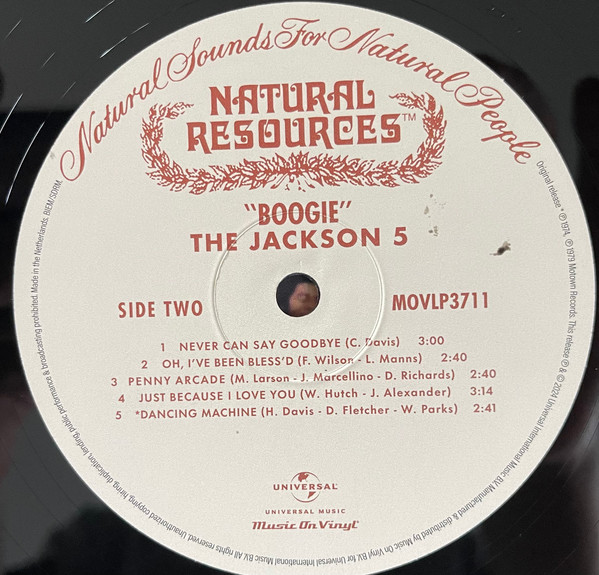 Natural Sounds For Natural People
NATURAL
RESOURCES™
"BOOGIE"
THE JACKSON 5
SIDE TWO
MOVLP3711
1 NEVER CAN SAY GOODBYE (C. Davis) 3:00
2 OH, I'VE BEEN BLESS'D (F. Wilson - L. Manns) 2:40
3 PENNY ARCADE (M. Larson - J. Marcellino - D. Richards) 2:40
4 JUST BECAUSE I LOVE YOU (W. Hutch - J. Alexander) 3:14
5 *DANCING MACHINE (H. Davis - D. Fletcher - W. Parks) 2:41
UNIVERSAL
UNIVERSAL MUSIC
Music On Vinyl
Original release * ℗ 1974, ℗ 1979 Motown Records. This release ℗ & © 2024 Universal International Music B.V. Manufactured & distributed by Music On Vinyl B.V. for Universal International Music B.V. All rights reserved. Unauthorized copying, hiring, duplication, lending, public performance & broadcasting prohibited. Made in the Netherlands. BIEM/SDRM.